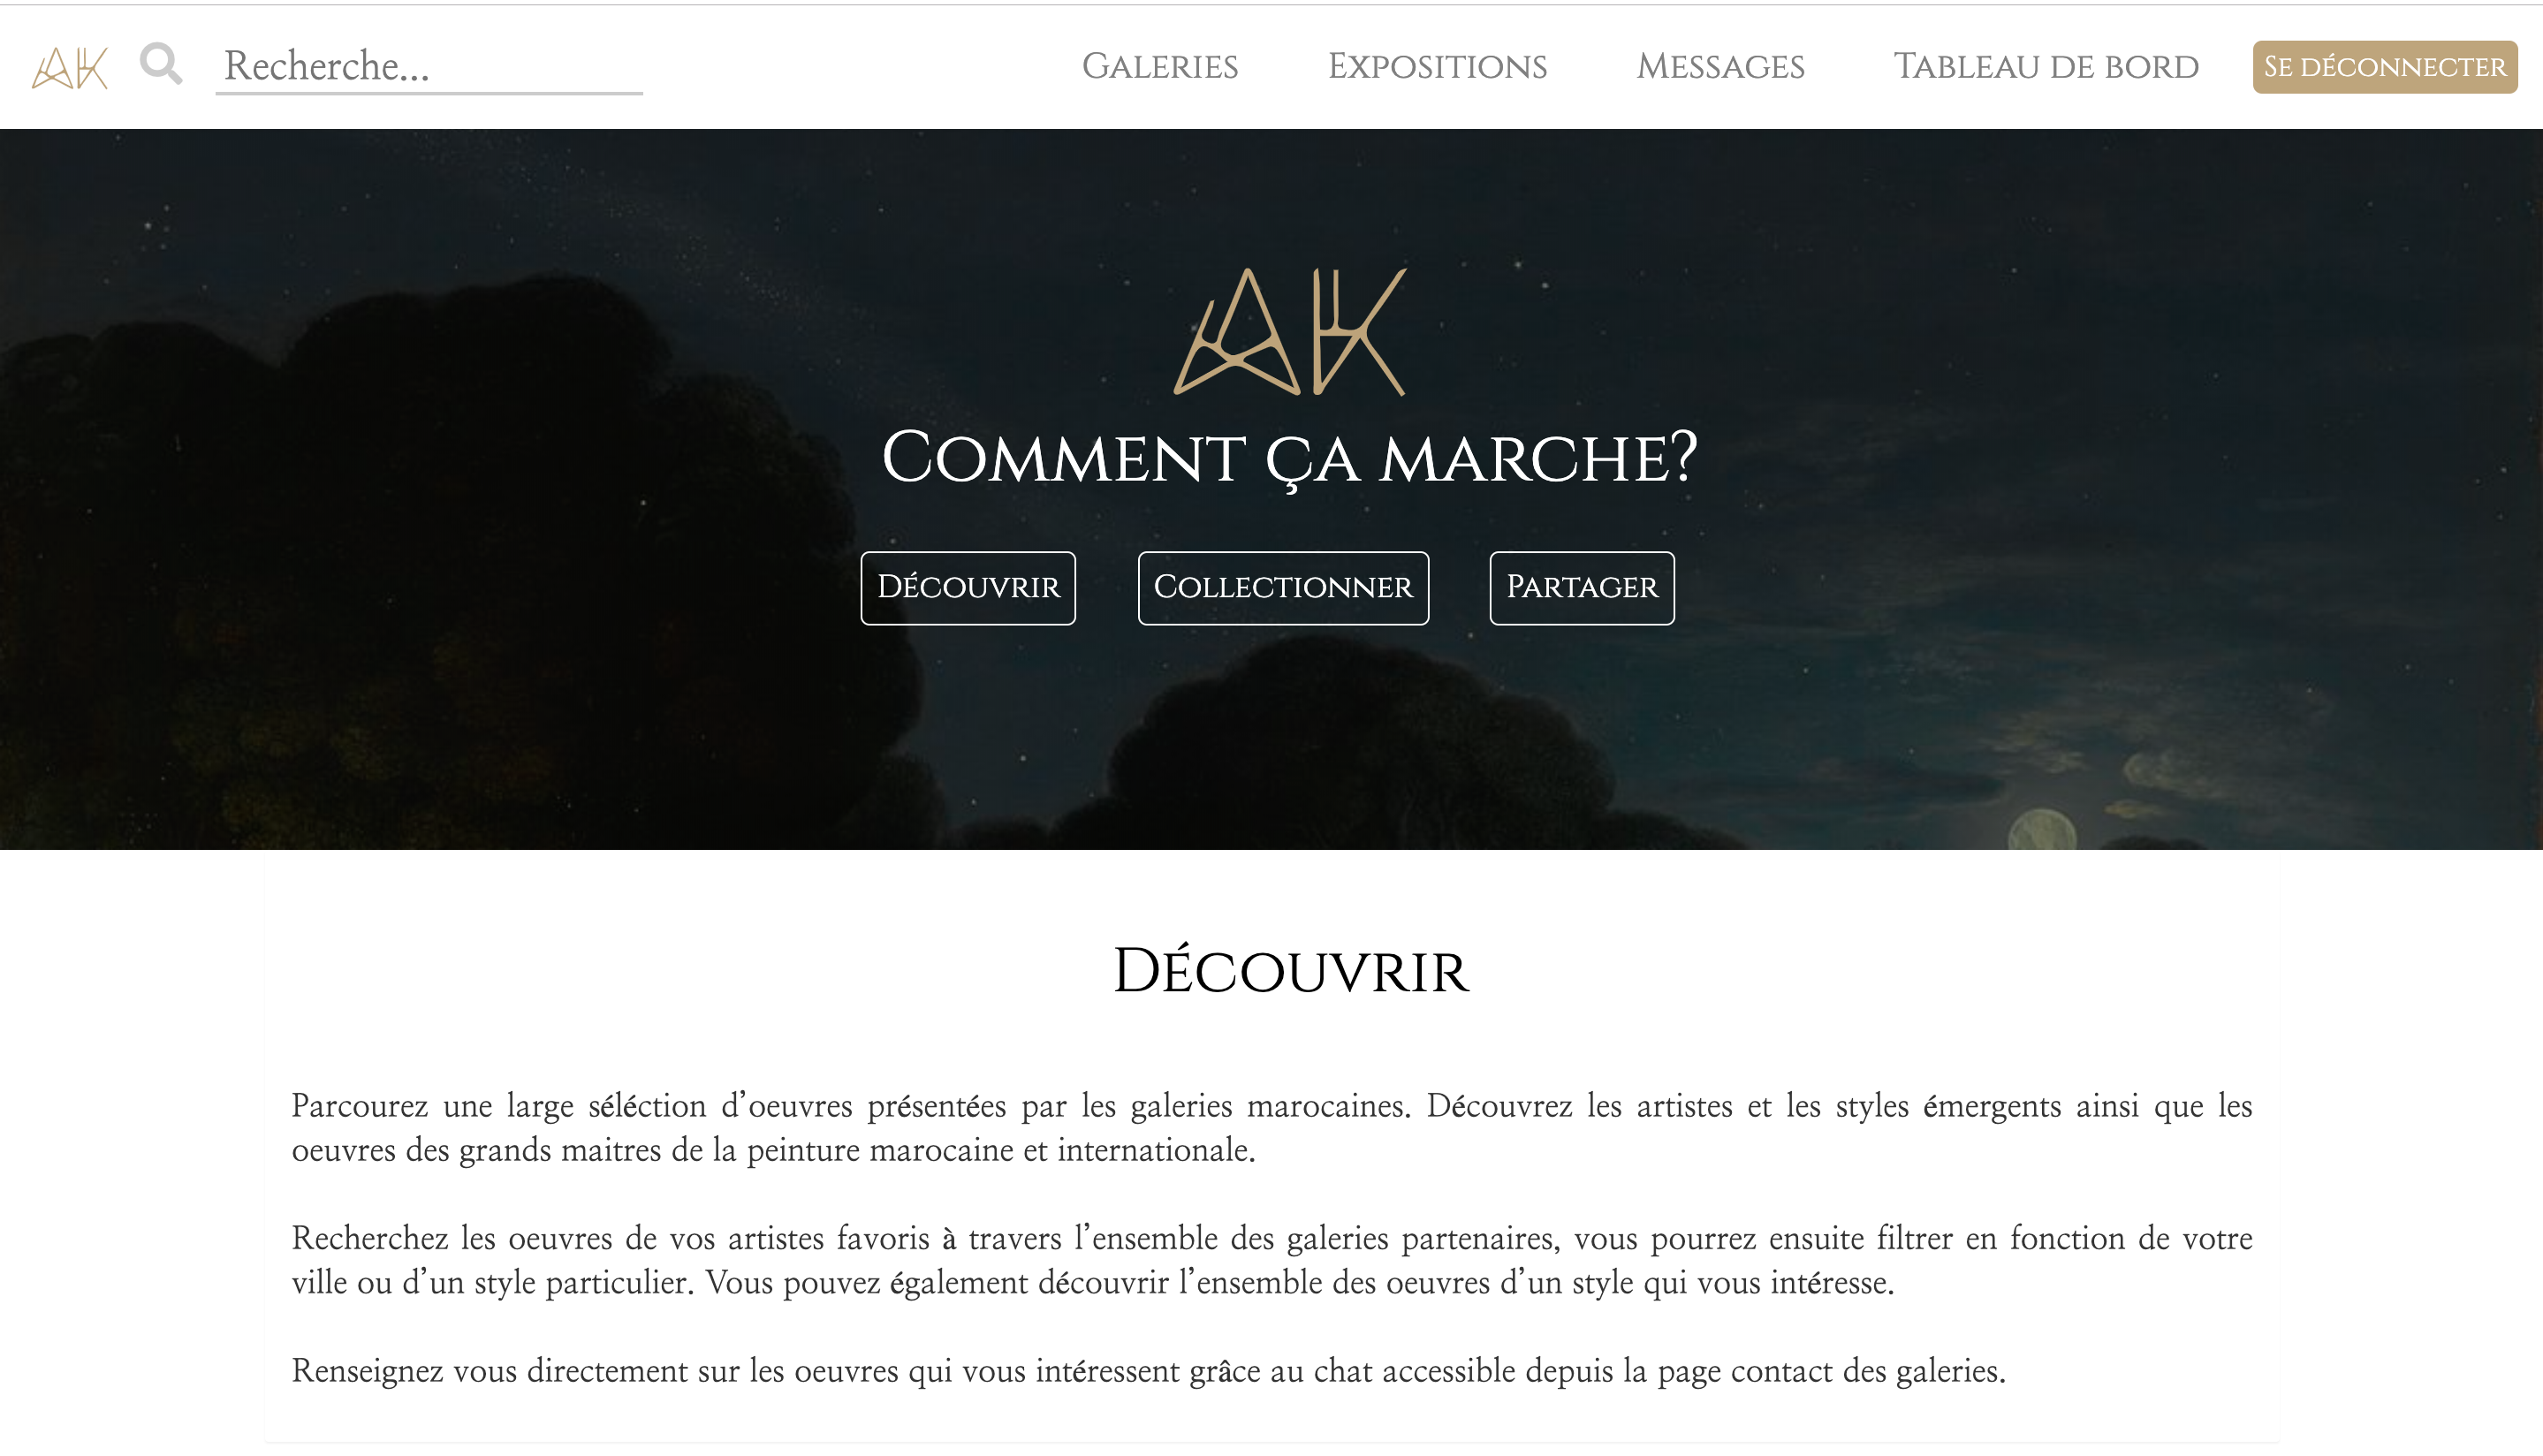 AK
Recherche...
Galeries
Expositions
Messages
Tableau de bord
Se déconnecter
AK
Comment ça marche?
Découvrir
Collectionner
Partager
Découvrir
Parcourez une large séléction d’oeuvres présentées par les galeries marocaines. Découvrez les artistes et les styles émergents ainsi que les
oeuvres des grands maitres de la peinture marocaine et internationale.
Recherchez les oeuvres de vos artistes favoris à travers l’ensemble des galeries partenaires, vous pourrez ensuite filtrer en fonction de votre
ville ou d’un style particulier. Vous pouvez également découvrir l’ensemble des oeuvres d’un style qui vous intéresse.
Renseignez vous directement sur les oeuvres qui vous intéressent grâce au chat accessible depuis la page contact des galeries.